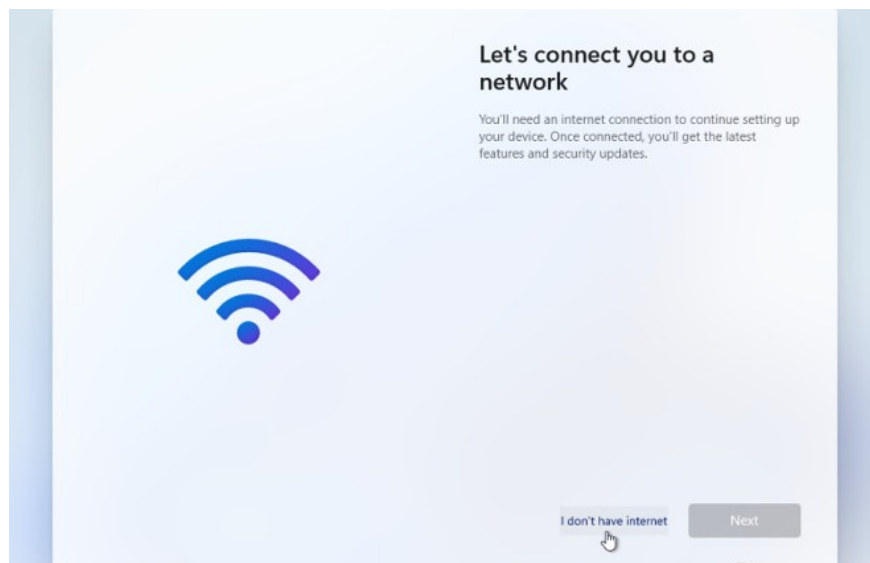 Let's connect you to a
network
You'll need an internet connection to continue setting up
your device. Once connected, you'll get the latest
features and security updates.
I don't have internet
Next